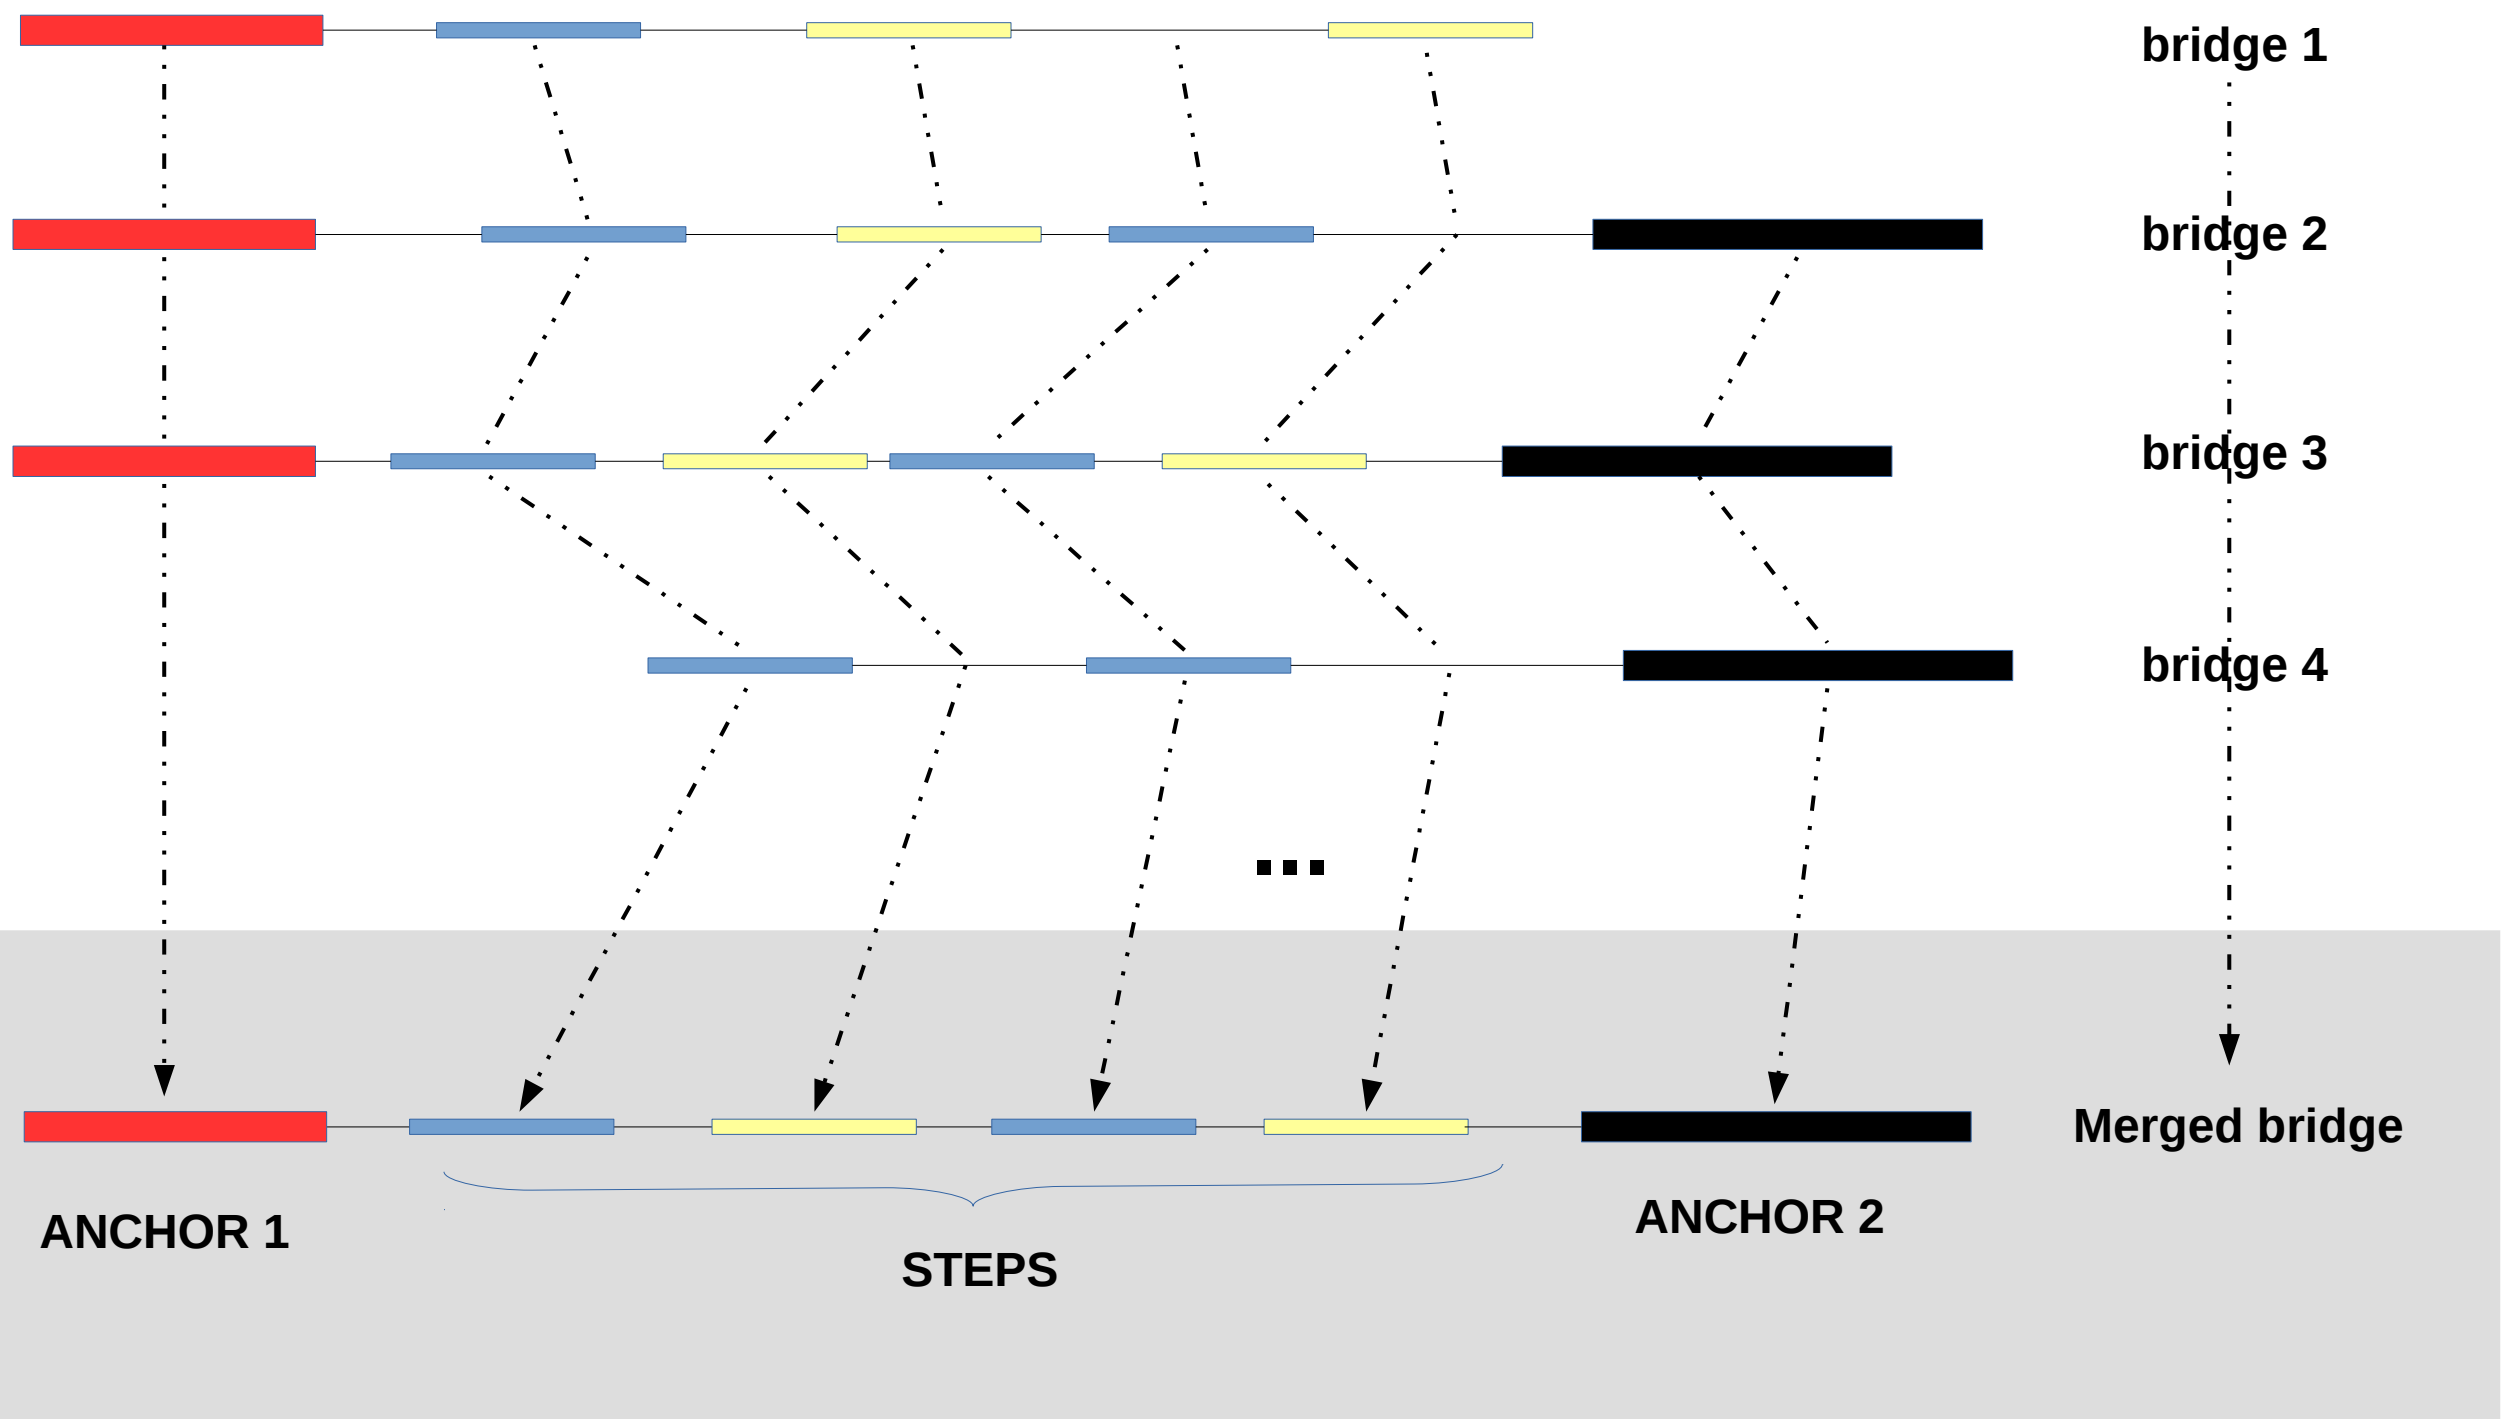 bridge 1
bridge 2
bridge 3
bridge 4
...
Merged bridge
ANCHOR 1
ANCHOR 2
STEPS